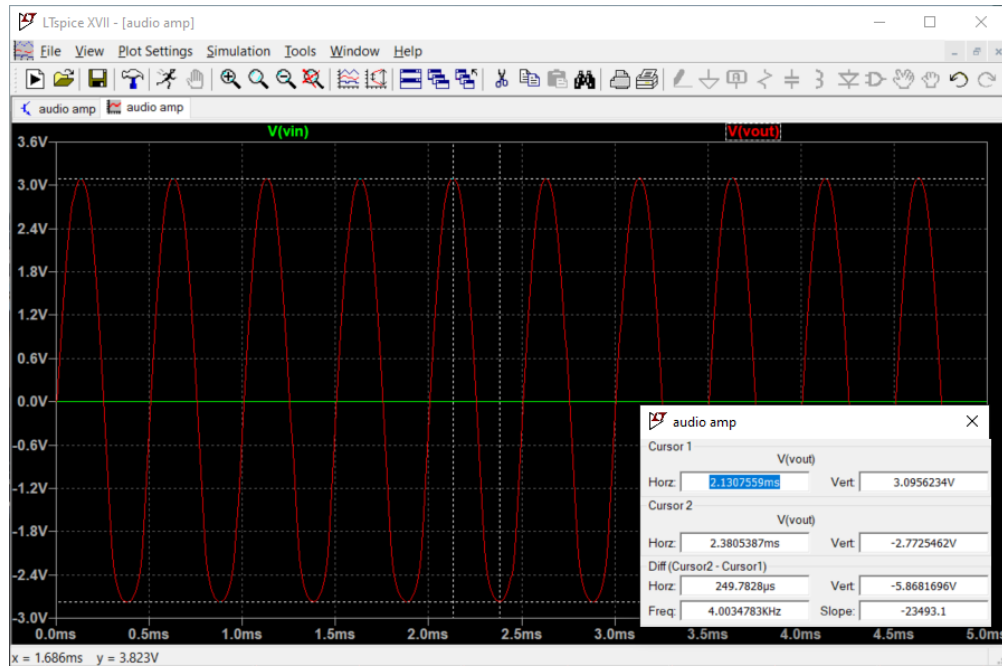 LTspice XVII - [audio amp]
File View Plot Settings Simulation Tools Window Help
audio amp audio amp
V(vin) V(vout)
3.6V
3.0V
2.4V
1.8V
1.2V
0.6V
0.0V
-0.6V
-1.2V
-1.8V
-2.4V
-3.0V
0.0ms 0.5ms 1.0ms 1.5ms 2.0ms 2.5ms 3.0ms 3.5ms 4.0ms 4.5ms 5.0ms
audio amp
Cursor 1
V(vout)
Horz: 2.1307559ms Vert: 3.0956234V
Cursor 2
V(vout)
Horz: 2.3805387ms Vert: -2.7725462V
Diff (Cursor2 - Cursor1)
Horz: 249.7828µs Vert: -5.8681696V
Freq: 4.0034783KHz Slope: -23493.1
x = 1.686ms y = 3.823V